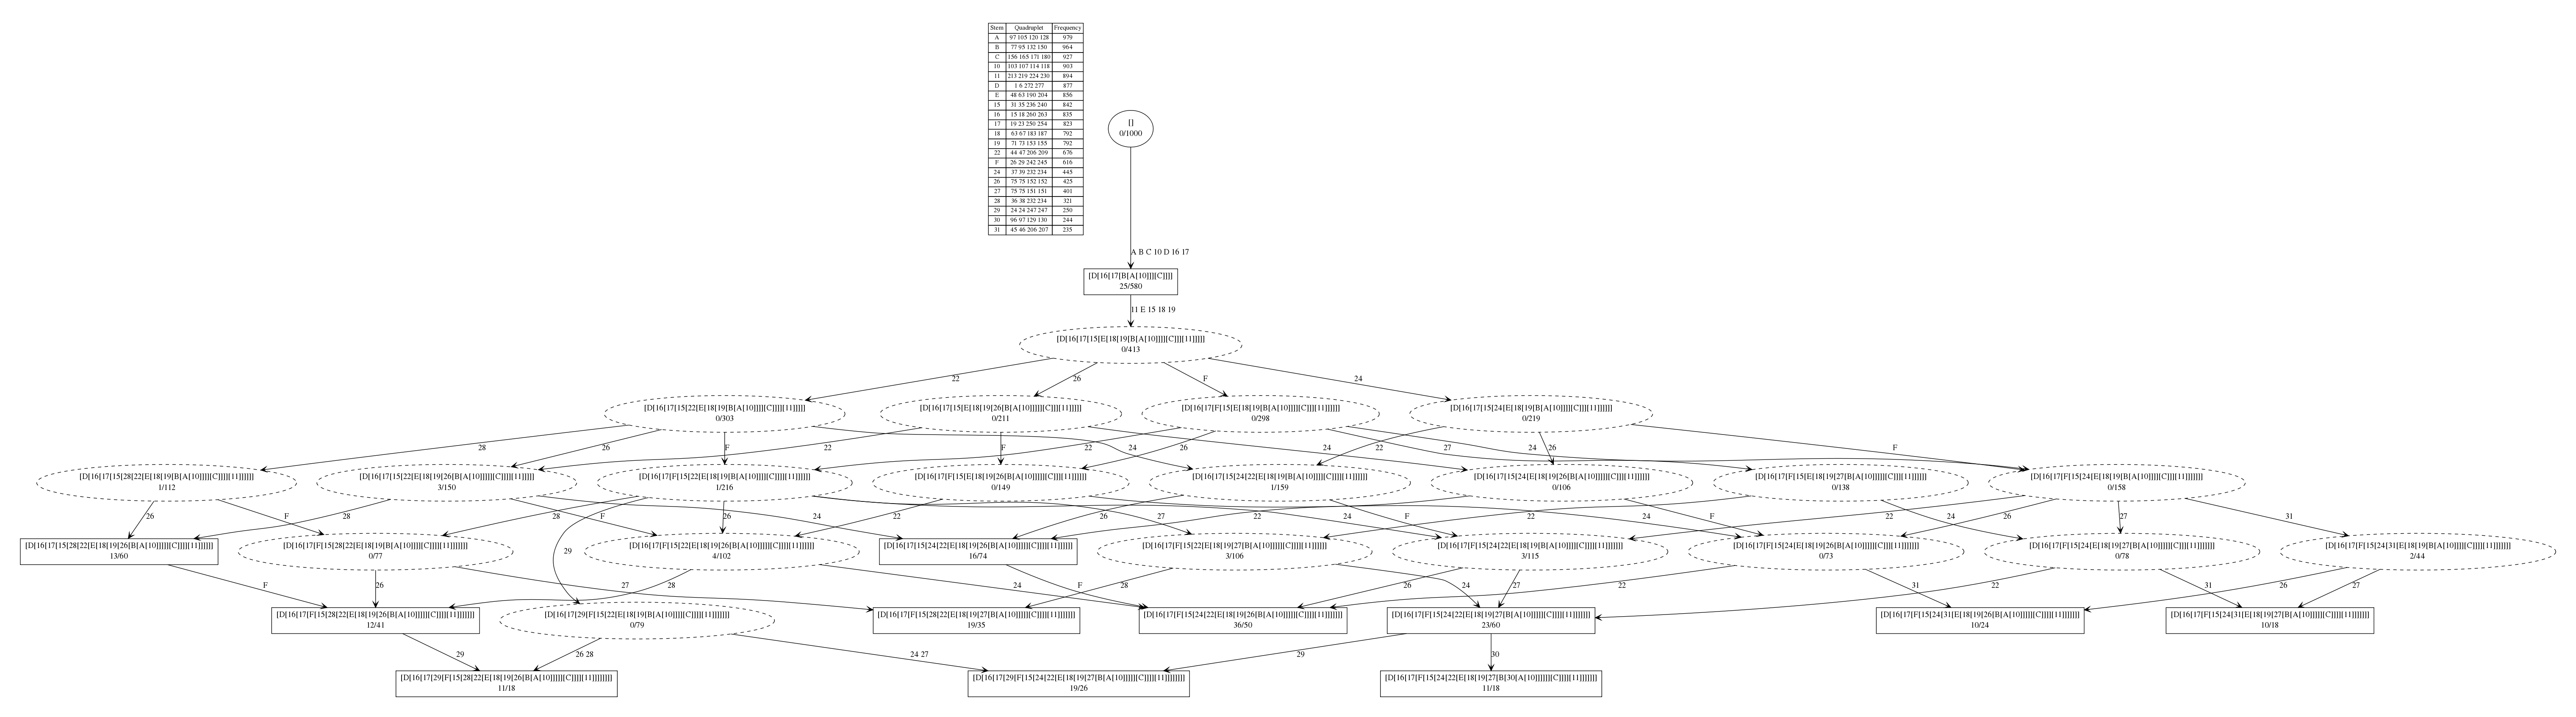 Stem Quadruplet Frequency
A 97 105 120 128 979
B 77 95 132 150 964
C 156 165 171 180 927
10 103 107 114 118 903
11 213 219 224 230 894
D 1 6 272 277 877
E 48 63 190 204 856
15 31 35 236 240 842
16 15 18 260 263 835
17 19 23 250 254 823
18 63 67 183 187 792
19 71 73 153 155 792
22 44 47 206 209 676
F 26 29 242 245 616
24 37 39 232 234 445
26 75 75 152 152 425
27 75 75 151 151 401
28 36 38 232 234 321
29 24 24 247 247 250
30 96 97 129 130 244
31 45 46 206 207 235
[]
0/1000
A B C 10 D 16 17
[D[16[17[B[A[10]]][C]]]]
25/580
11 E 15 18 19
[D[16[17[15[E[18[19[B[A[10]]]]][C]]][11]]]]]
0/413
22 26 F 24
[D[16[17[15[22[E[18[19[B[A[10]]]]][C]]]][11]]]]]
0/303
[D[16[17[15[E[18[19[26[B[A[10]]]]]][C]]][11]]]]]
0/211
[D[16[17[F[15[E[18[19[B[A[10]]]]][C]]][11]]]]]]
0/298
[D[16[17[15[24[E[18[19[B[A[10]]]]][C]]][11]]]]]]
0/219
28 26 F 22 24 F 22 26 24 27 24 22 26 F
[D[16[17[15[28[22[E[18[19[B[A[10]]]]][C]]]][11]]]]]]
1/112
[D[16[17[15[22[E[18[19[26[B[A[10]]]]]][C]]]][11]]]]]
3/150
[D[16[17[F[15[22[E[18[19[B[A[10]]]]][C]]]][11]]]]]]
1/216
[D[16[17[F[15[E[18[19[26[B[A[10]]]]]][C]]][11]]]]]]
0/149
[D[16[17[15[24[22[E[18[19[B[A[10]]]]][C]]]][11]]]]]]
1/159
[D[16[17[15[24[E[18[19[26[B[A[10]]]]]][C]]][11]]]]]]
0/106
[D[16[17[F[15[E[18[19[27[B[A[10]]]]]][C]]][11]]]]]]
0/138
[D[16[17[F[15[24[E[18[19[B[A[10]]]]][C]]][11]]]]]]]
0/158
26 F 28 28 29 F 24 26 22 27 26 24 22 24 F 22 F 24 22 26 27 31
[D[16[17[15[28[22[E[18[19[26[B[A[10]]]]]][C]]]][11]]]]]]
13/60
[D[16[17[F[15[28[22[E[18[19[B[A[10]]]]][C]]]][11]]]]]]]
0/77
[D[16[17[F[15[22[E[18[19[26[B[A[10]]]]]][C]]]][11]]]]]]
4/102
[D[16[17[15[24[22[E[18[19[26[B[A[10]]]]]][C]]]][11]]]]]]
16/74
[D[16[17[F[15[22[E[18[19[27[B[A[10]]]]]][C]]]][11]]]]]]
3/106
[D[16[17[F[15[24[22[E[18[19[B[A[10]]]]][C]]]][11]]]]]]]
3/115
[D[16[17[F[15[24[E[18[19[26[B[A[10]]]]]][C]]][11]]]]]]]
0/73
[D[16[17[F[15[24[E[18[19[27[B[A[10]]]]]][C]]][11]]]]]]]
0/78
[D[16[17[F[15[24[31[E[18[19[B[A[10]]]]][C]]]][11]]]]]]]
2/44
F 26 27 28 24 F 28 24 26 27 22 31 22 31 26 27
[D[16[17[F[15[28[22[E[18[19[26[B[A[10]]]]]][C]]]][11]]]]]]]
12/41
[D[16[17[29[F[15[22[E[18[19[B[A[10]]]]][C]]]][11]]]]]]]
0/79
[D[16[17[F[15[28[22[E[18[19[27[B[A[10]]]]]][C]]]][11]]]]]]]
19/35
[D[16[17[F[15[24[22[E[18[19[26[B[A[10]]]]]][C]]]][11]]]]]]]
36/50
[D[16[17[F[15[24[22[E[18[19[27[B[A[10]]]]]][C]]]][11]]]]]]]
23/60
[D[16[17[F[15[24[31[E[18[19[26[B[A[10]]]]]][C]]]][11]]]]]]]
10/24
[D[16[17[F[15[24[31[E[18[19[27[B[A[10]]]]]][C]]]][11]]]]]]]
10/18
29 26 28 24 27 29 30
[D[16[17[29[F[15[28[22[E[18[19[26[B[A[10]]]]]][C]]]][11]]]]]]]]
11/18
[D[16[17[29[F[15[24[22[E[18[19[27[B[A[10]]]]]][C]]]][11]]]]]]]]
19/26
[D[16[17[F[15[24[22[E[18[19[27[B[30[A[10]]]]]]][C]]]][11]]]]]]]
11/18